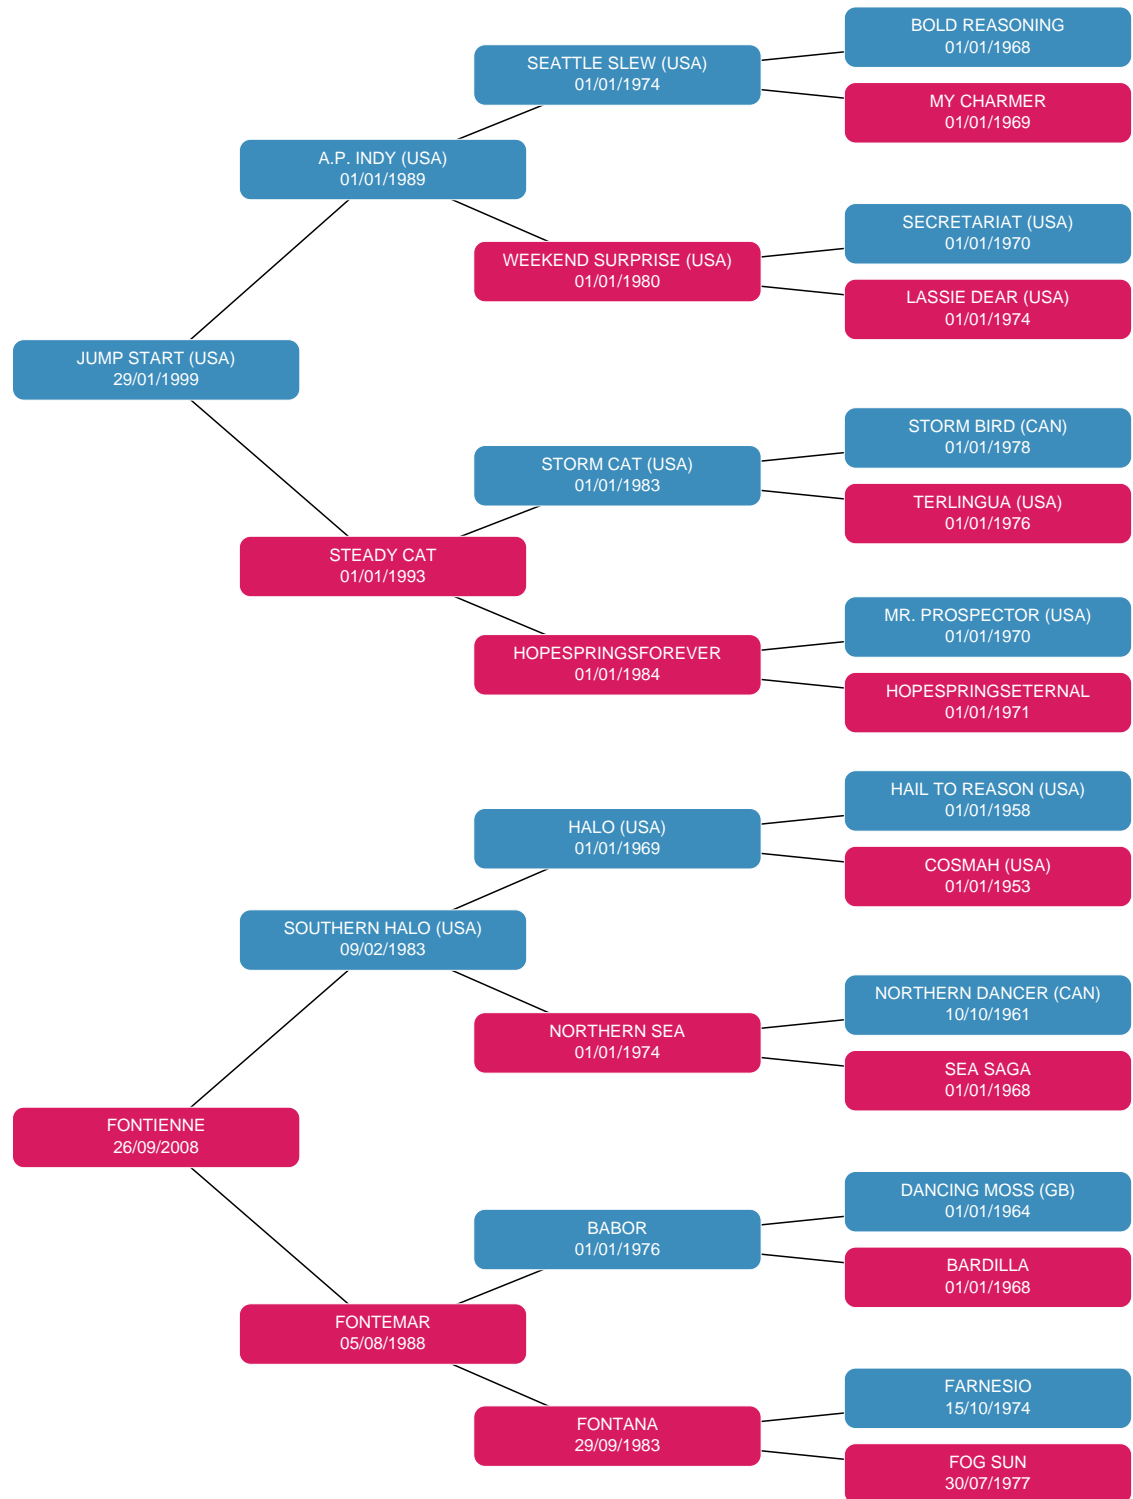 BOLD REASONING
01/01/1968
SEATTLE SLEW (USA)
01/01/1974
MY CHARMER
01/01/1969
A.P. INDY (USA)
01/01/1989
SECRETARIAT (USA)
01/01/1970
WEEKEND SURPRISE (USA)
01/01/1980
LASSIE DEAR (USA)
01/01/1974
JUMP START (USA)
29/01/1999
STORM BIRD (CAN)
01/01/1978
STORM CAT (USA)
01/01/1983
TERLINGUA (USA)
01/01/1976
STEADY CAT
01/01/1993
MR. PROSPECTOR (USA)
01/01/1970
HOPESPRINGSFOREVER
01/01/1984
HOPESPRINGSETERNAL
01/01/1971
HAIL TO REASON (USA)
01/01/1958
HALO (USA)
01/01/1969
COSMAH (USA)
01/01/1953
SOUTHERN HALO (USA)
09/02/1983
NORTHERN DANCER (CAN)
10/10/1961
NORTHERN SEA
01/01/1974
SEA SAGA
01/01/1968
FONTIENNE
26/09/2008
DANCING MOSS (GB)
01/01/1964
BABOR
01/01/1976
BARDILLA
01/01/1968
FONTEMAR
05/08/1988
FARNESIO
15/10/1974
FONTANA
29/09/1983
FOG SUN
30/07/1977